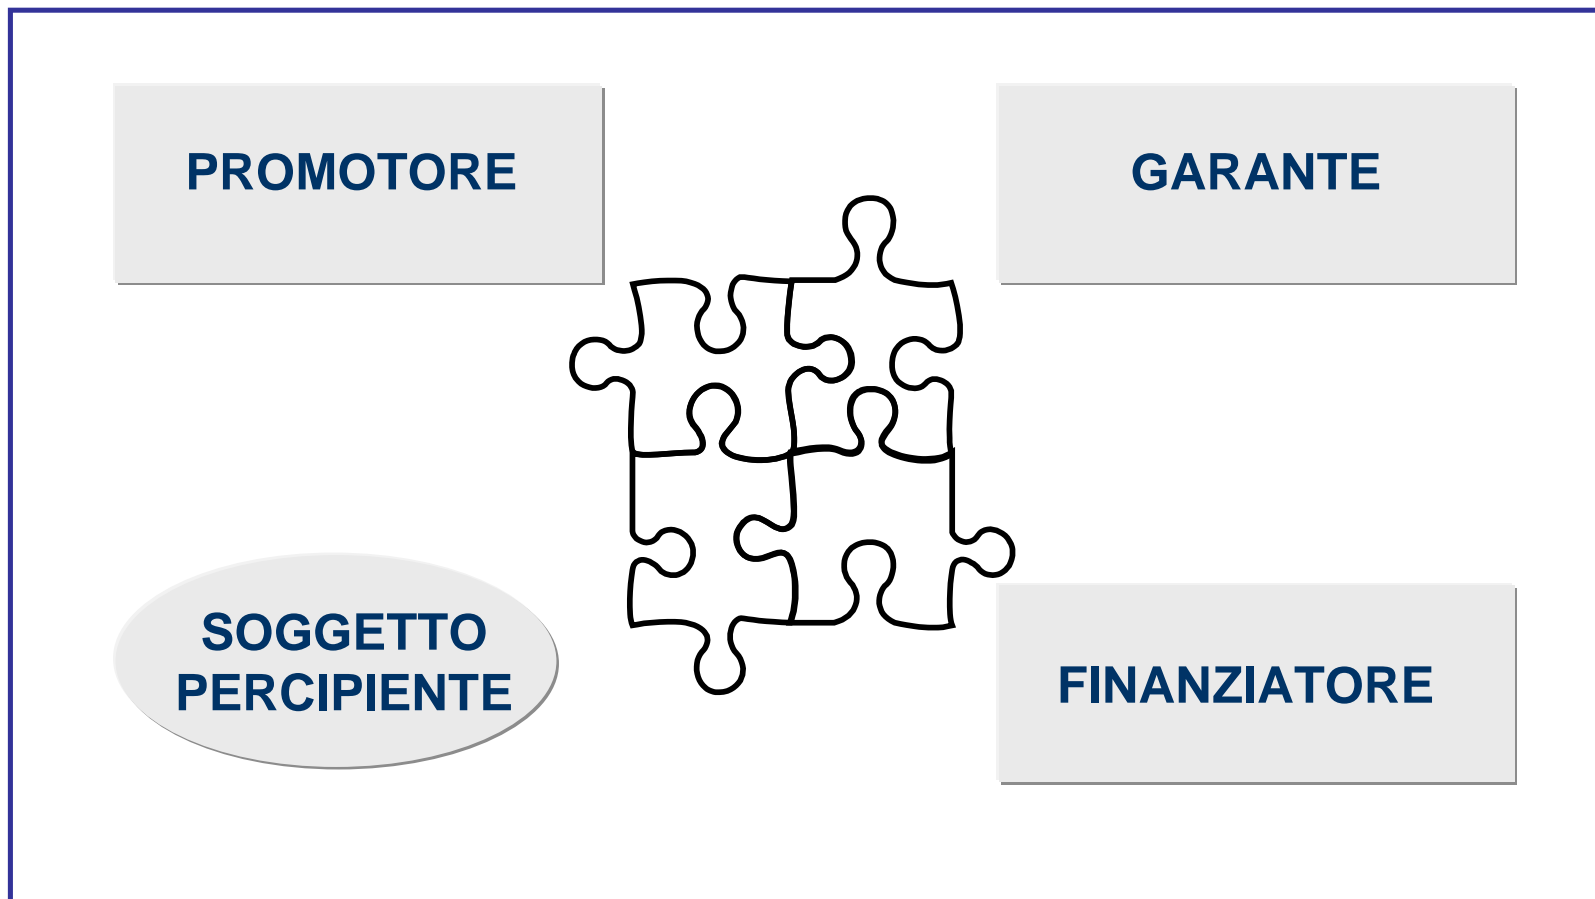 PROMOTORE
GARANTE
SOGGETTO
PERCIPIENTE
FINANZIATORE